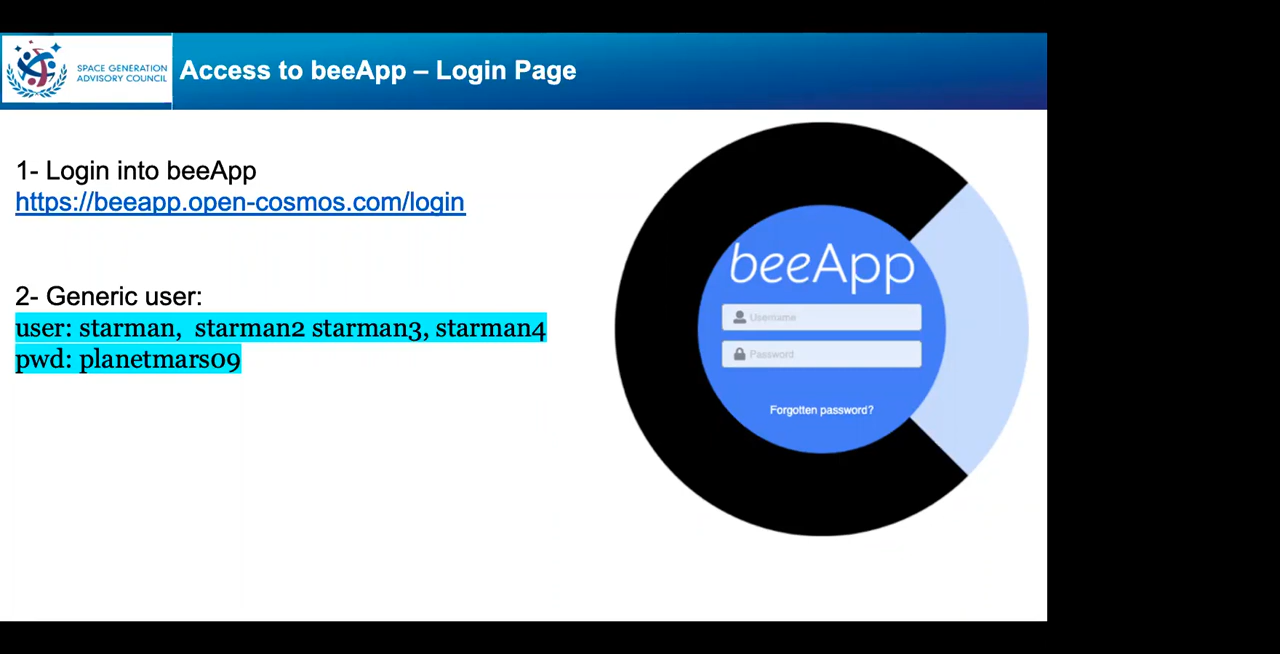 SPACE GENERATION
ADVISORY COUNCIL
Access to beeApp – Login Page
1- Login into beeApp
https://beeapp.open-cosmos.com/login
2- Generic user:
user: starman,  starman2 starman3, starman4
pwd: planetmars09
beeApp
Username
Password
Forgotten password?